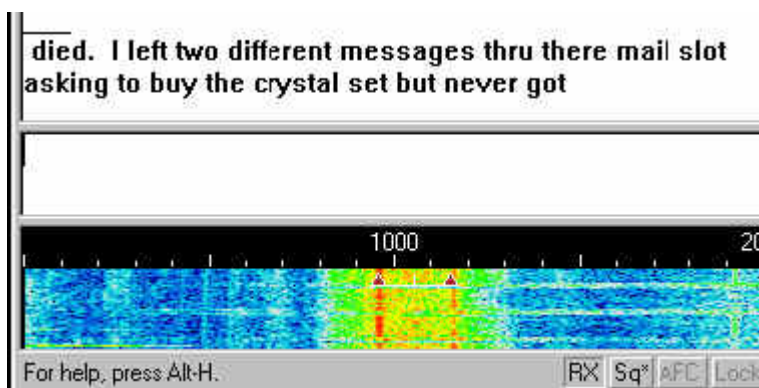 died. I left two different messages thru there mail slot
asking to buy the crystal set but never got
1000
20
For help, press Alt-H.
RX Sq* AFC Lock